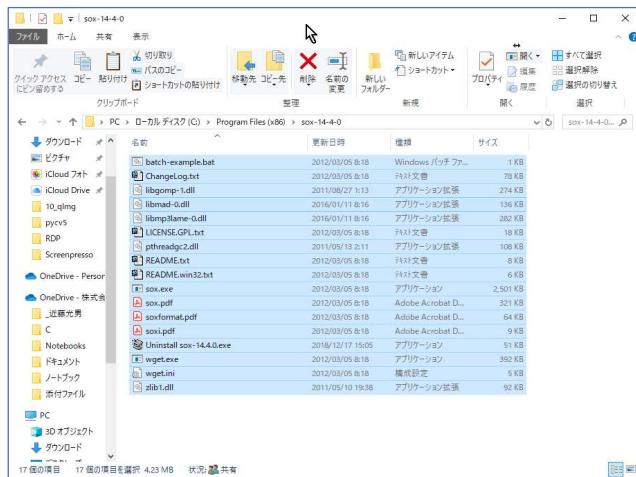 sox-14-4-0
ファイル ホーム 共有 表示
クイック アクセスにピン留めする
コピー
貼り付け
切り取り
パスのコピー
ショートカットの貼り付け
クリップボード
移動先
コピー先
削除
名前の変更
整理
新しいフォルダー
新しいアイテム
ショートカット
新規
プロパティ
開く
編集
履歴
開く
すべて選択
選択解除
選択の切り替え
選択
PC > ローカル ディスク (C:) > Program Files (x86) > sox-14-4-0
sox-14-4-0...
ダウンロード
ピクチャ
iCloud フォト
iCloud Drive
10_qImg
pycv5
RDP
Screenpresso
OneDrive - Person
OneDrive - 株式会
_近藤光男
C
Notebooks
ドキュメント
ノートブック
添付ファイル
PC
3D オブジェクト
ダウンロード
名前 更新日時 種類 サイズ
batch-example.bat 2012/03/05 8:18 Windows バッチ ファ... 1 KB
ChangeLog.txt 2012/03/05 8:18 テキスト文書 78 KB
libgomp-1.dll 2011/08/27 1:13 アプリケーション拡張 274 KB
libmad-0.dll 2016/01/11 8:16 アプリケーション拡張 136 KB
libmp3lame-0.dll 2016/01/11 8:16 アプリケーション拡張 282 KB
LICENSE.GPL.txt 2012/03/05 8:18 テキスト文書 18 KB
pthreadgc2.dll 2011/05/13 2:11 アプリケーション拡張 108 KB
README.txt 2012/03/05 8:18 テキスト文書 8 KB
README.win32.txt 2012/03/05 8:18 テキスト文書 6 KB
sox.exe 2012/03/05 8:18 アプリケーション 2,501 KB
sox.pdf 2012/03/05 8:18 Adobe Acrobat D... 321 KB
soxformat.pdf 2012/03/05 8:18 Adobe Acrobat D... 64 KB
soxi.pdf 2012/03/05 8:18 Adobe Acrobat D... 9 KB
Uninstall sox-14.4.0.exe 2018/12/17 15:05 アプリケーション 51 KB
wget.exe 2012/03/05 8:18 アプリケーション 392 KB
wget.ini 2012/03/05 8:18 構成設定 5 KB
zlib1.dll 2011/05/10 19:38 アプリケーション拡張 92 KB
17 個の項目 17 個の項目を選択 4.23 MB 状況: 共有